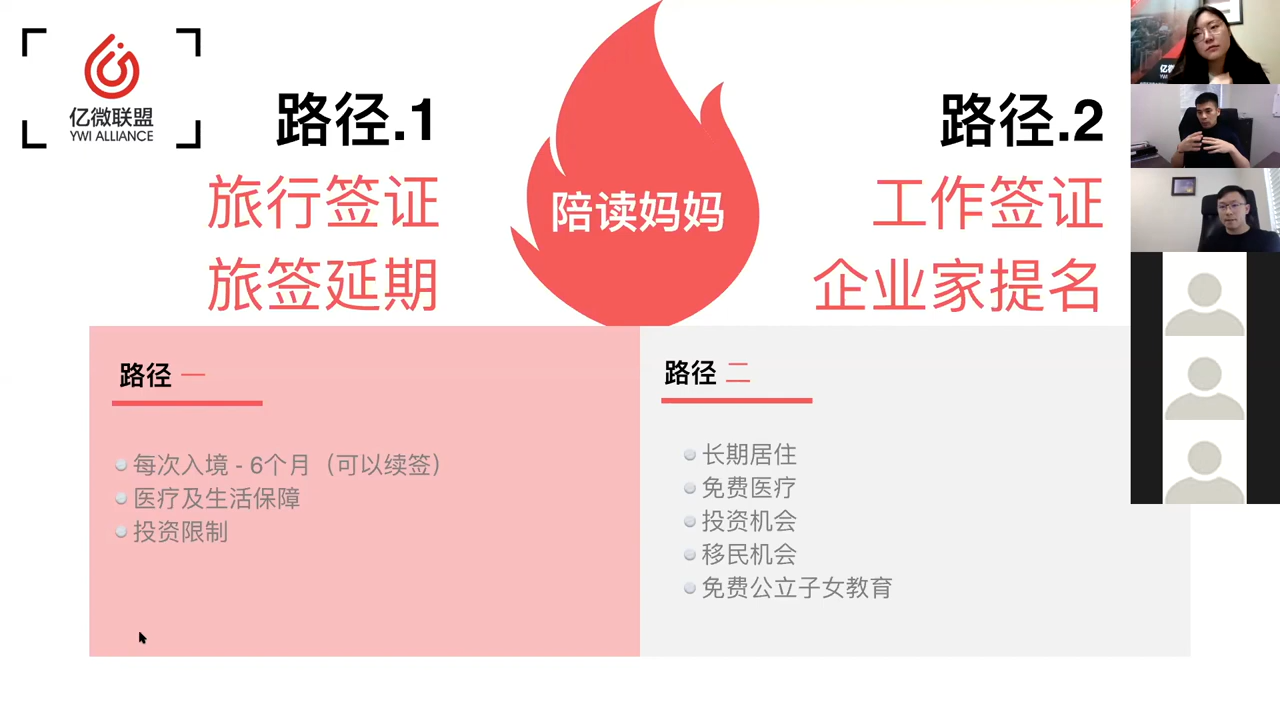 亿微联盟
YWI ALLIANCE
路径.1
旅行签证
旅签延期
陪读妈妈
路径.2
工作签证
企业家提名
路径 一
每次入境 - 6个月（可以续签）
医疗及生活保障
投资限制
路径 二
长期居住
免费医疗
投资机会
移民机会
免费公立子女教育